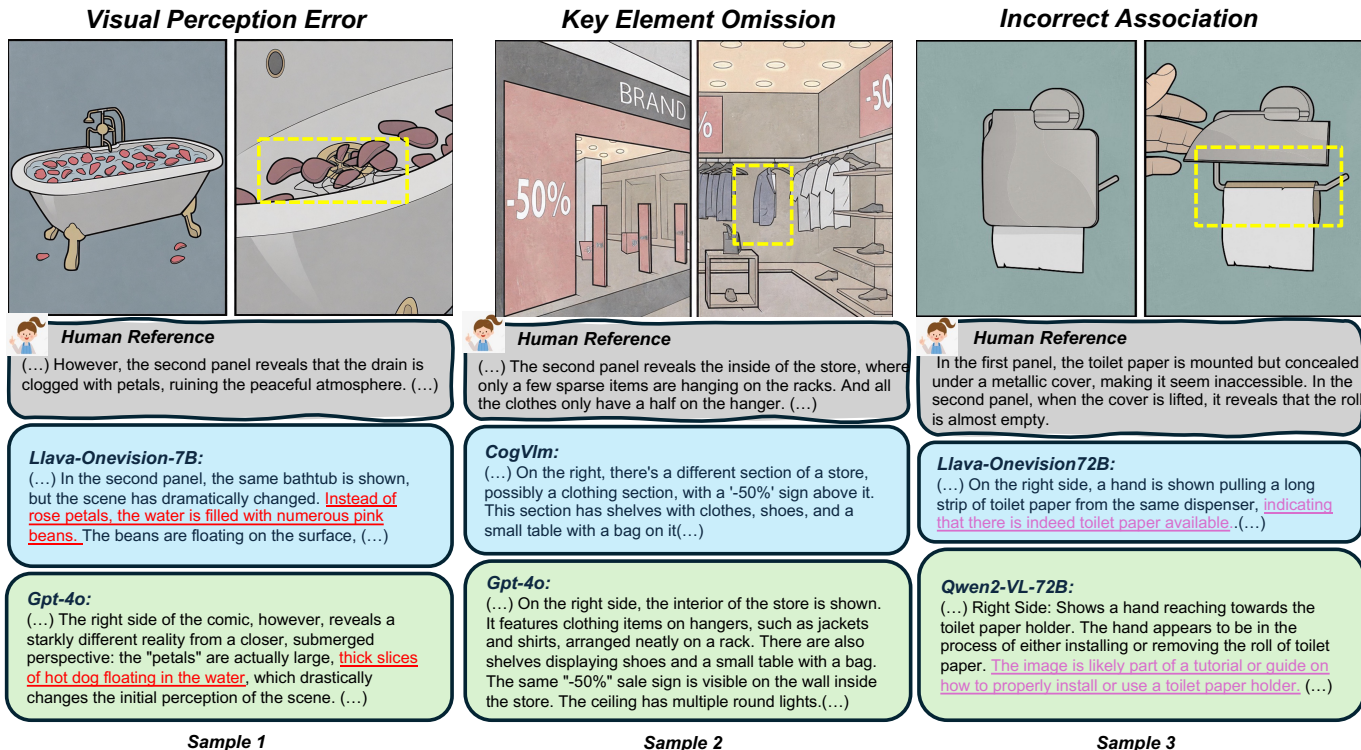 Visual Perception Error
Key Element Omission
Incorrect Association
BRAND
-50%
%
-50
Human Reference
(…) However, the second panel reveals that the drain is
clogged with petals, ruining the peaceful atmosphere. (…)
Llava-Onevision-7B:
(…) In the second panel, the same bathtub is shown,
but the scene has dramatically changed. Instead of
rose petals, the water is filled with numerous pink
beans. The beans are floating on the surface, (…)
Gpt-4o:
(…) The right side of the comic, however, reveals a
starkly different reality from a closer, submerged
perspective: the "petals" are actually large, thick slices
of hot dog floating in the water, which drastically
changes the initial perception of the scene. (…)
Sample 1
Human Reference
(…) The second panel reveals the inside of the store, where
only a few sparse items are hanging on the racks. And all
the clothes only have a half on the hanger. (…)
CogVlm:
(…) On the right, there's a different section of a store,
possibly a clothing section, with a '-50%' sign above it.
This section has shelves with clothes, shoes, and a
small table with a bag on it(…)
Gpt-4o:
(…) On the right side, the interior of the store is shown.
It features clothing items on hangers, such as jackets
and shirts, arranged neatly on a rack. There are also
shelves displaying shoes and a small table with a bag.
The same "-50%" sale sign is visible on the wall inside
the store. The ceiling has multiple round lights.(…)
Sample 2
Human Reference
In the first panel, the toilet paper is mounted but concealed
under a metallic cover, making it seem inaccessible. In the
second panel, when the cover is lifted, it reveals that the roll
is almost empty.
Llava-Onevision72B:
(…) On the right side, a hand is shown pulling a long
strip of toilet paper from the same dispenser, indicating
that there is indeed toilet paper available..(…)
Qwen2-VL-72B:
(…) Right Side: Shows a hand reaching towards the
toilet paper holder. The hand appears to be in the
process of either installing or removing the roll of toilet
paper. The image is likely part of a tutorial or guide on
how to properly install or use a toilet paper holder. (…)
Sample 3